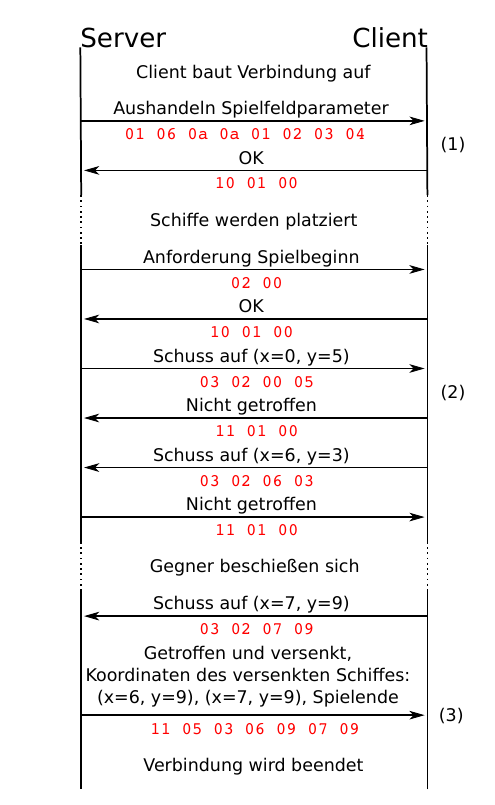 Server Client
Client baut Verbindung auf
Aushandeln Spielfeldparameter
01 06 0a 0a 01 02 03 04
(1)
OK
10 01 00
Schiffe werden platziert
Anforderung Spielbeginn
02 00
OK
10 01 00
Schuss auf (x=0, y=5)
03 02 00 05
(2)
Nicht getroffen
11 01 00
Schuss auf (x=6, y=3)
03 02 06 03
Nicht getroffen
11 01 00
Gegner beschießen sich
Schuss auf (x=7, y=9)
03 02 07 09
Getroffen und versenkt,
Koordinaten des versenkten Schiffes:
(x=6, y=9), (x=7, y=9), Spielende
(3)
11 05 03 06 09 07 09
Verbindung wird beendet